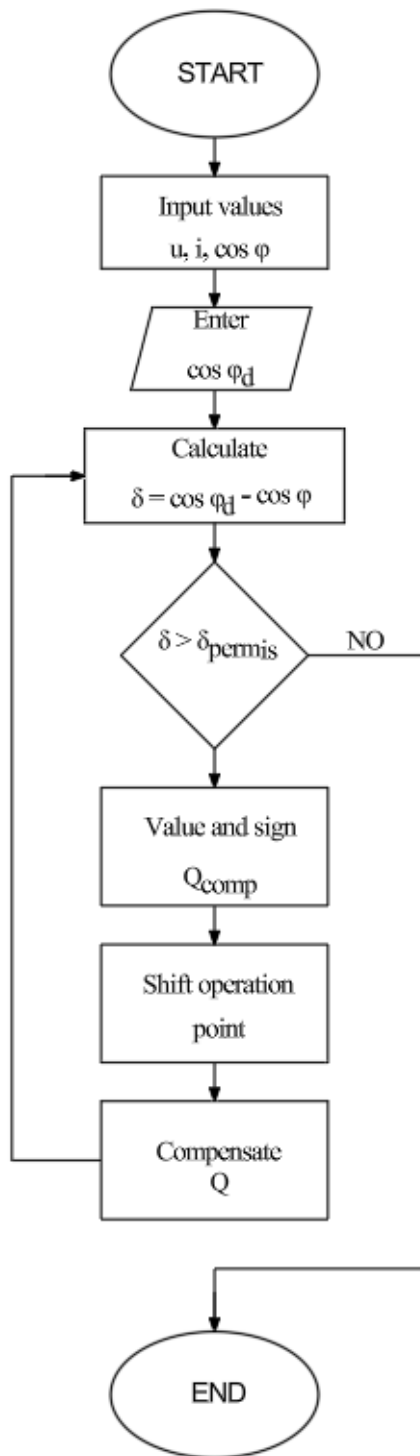 START
Input values
u, i, cos φ
Enter
cos φd
Calculate
δ = cos φd - cos φ
δ > δpermis
NO
Value and sign
Qcomp
Shift operation
point
Compensate
Q
END